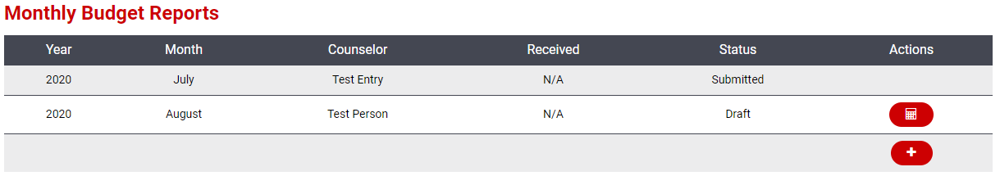 Monthly Budget Reports
Year Month Counselor Received Status Actions
2020 July Test Entry N/A Submitted
2020 August Test Person N/A Draft